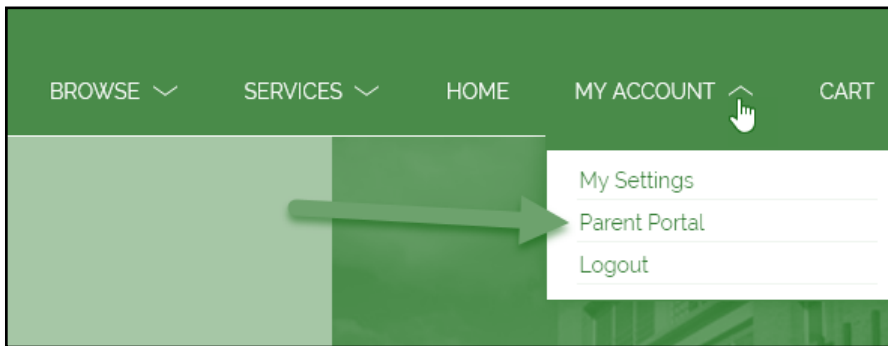 BROWSE SERVICES HOME MY ACCOUNT CART
My Settings
Parent Portal
Logout